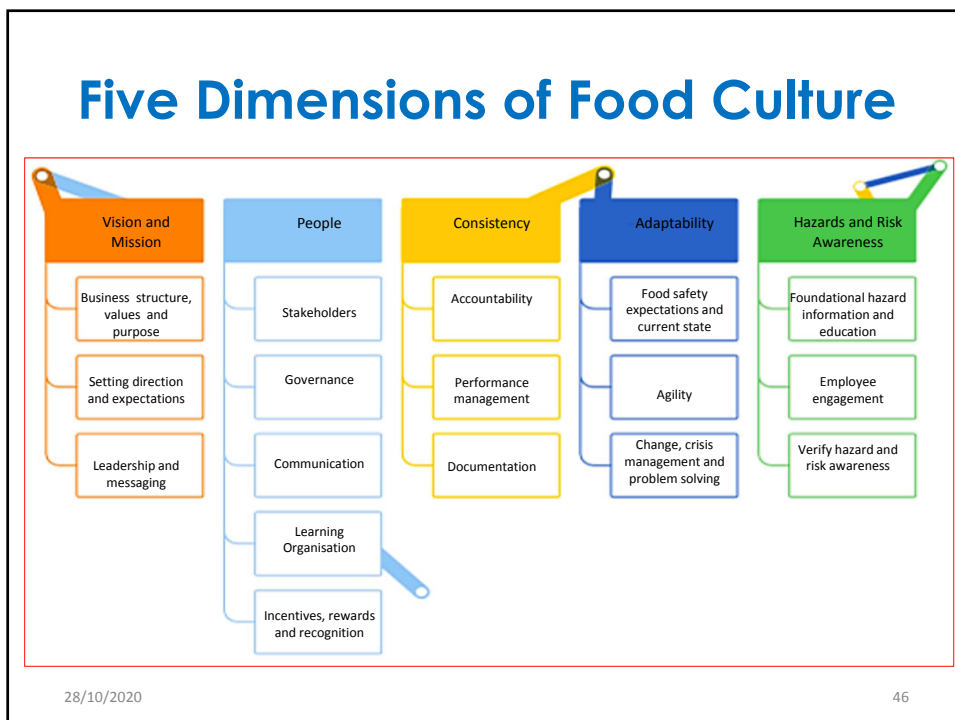 Five Dimensions of Food Culture
Vision and
Mission
Business structure,
values and
purpose
Setting direction
and expectations
Leadership and
messaging
People
Stakeholders
Governance
Communication
Learning
Organisation
Incentives, rewards
and recognition
Consistency
Accountability
Performance
management
Documentation
Adaptability
Food safety
expectations and
current state
Agility
Change, crisis
management and
problem solving
Hazards and Risk
Awareness
Foundational hazard
information and
education
Employee
engagement
Verify hazard and
risk awareness
28/10/2020
46